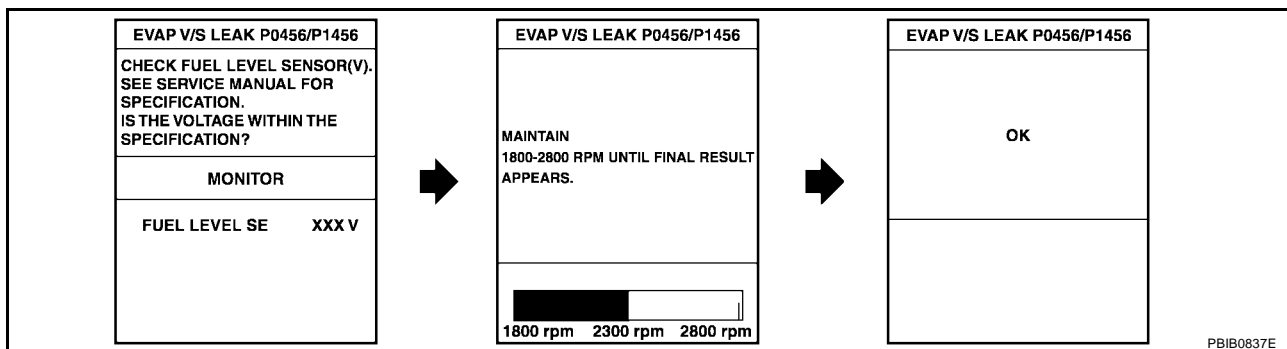 EVAP V/S LEAK P0456/P1456
CHECK FUEL LEVEL SENSOR(V).
SEE SERVICE MANUAL FOR
SPECIFICATION.
IS THE VOLTAGE WITHIN THE
SPECIFICATION?
MONITOR
FUEL LEVEL SE XXX V
EVAP V/S LEAK P0456/P1456
MAINTAIN
1800-2800 RPM UNTIL FINAL RESULT
APPEARS.
1800 rpm 2300 rpm 2800 rpm
EVAP V/S LEAK P0456/P1456
OK
PBIB0837E